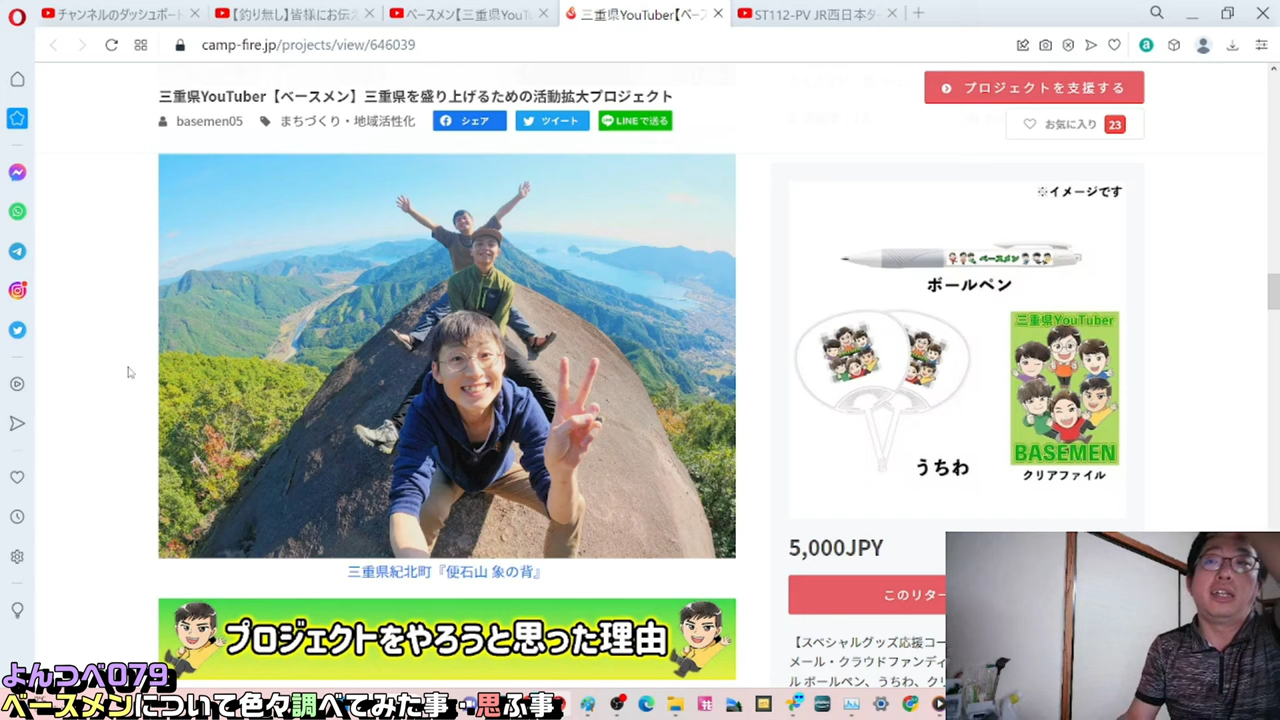 チャンネルのダッシュボート
【釣り無し】皆様にお伝え
ベースメン【三重県YouTu
三重県YouTuber【ベース
ST112-PV JR西日本タ
camp-fire.jp/projects/view/646039
三重県YouTuber【ベースメン】三重県を盛り上げるための活動拡大プロジェクト
プロジェクトを支援する
basemen05
まちづくり・地域活性化
シェア
ツイート
LINEで送る
お気に入り 23
※イメージです
ベースメン
ボールペン
三重県YouTuber
BASEMEN
うちわ
クリアファイル
5,000JPY
三重県紀北町『便石山 象の背』
このリター
プロジェクトをやろうと思った理由
【スペシャルグッズ応援コー
メール・クラウドファンディ
ル ボールペン、うちわ、クリ
よんつべ079
ベースメンについて色々調べてみた事・思ふ事